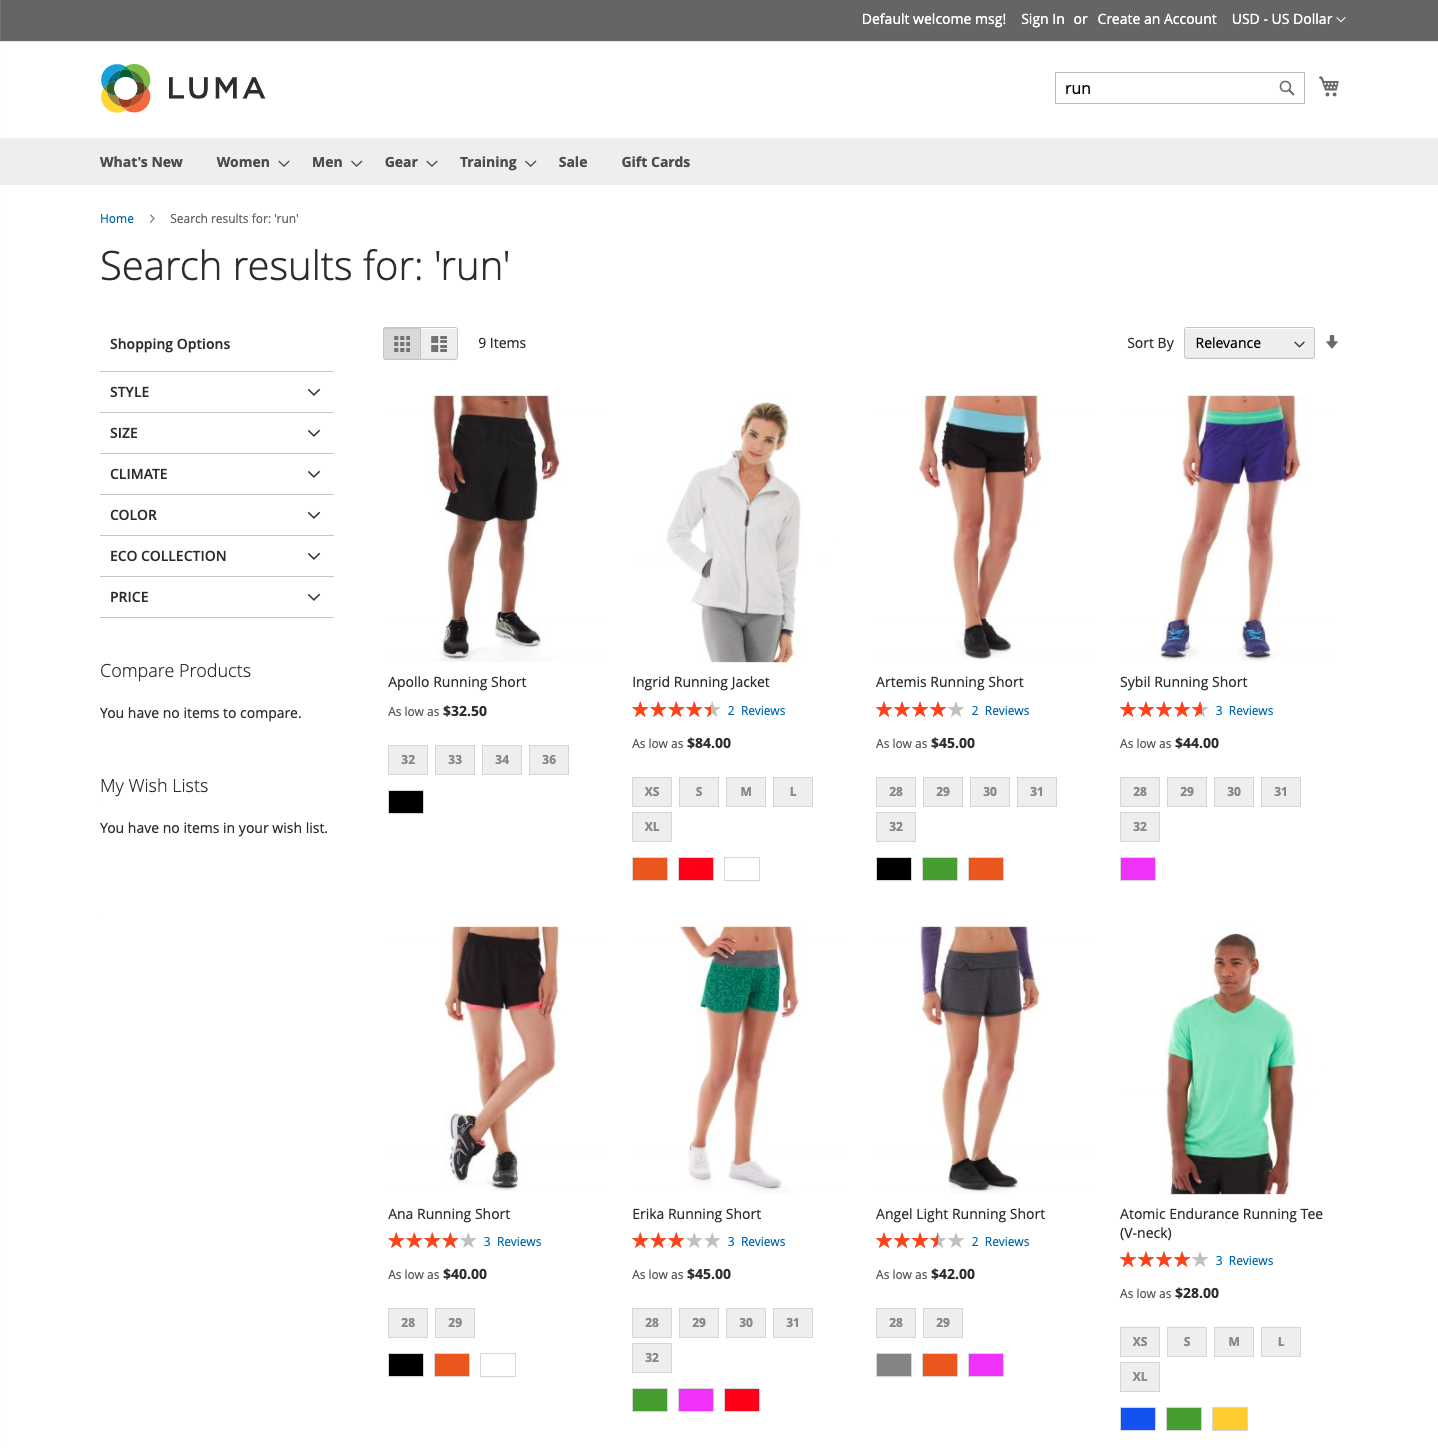 Default welcome msg! Sign In or Create an Account USD - US Dollar
LUMA
run
What's New Women Men Gear Training Sale Gift Cards
Home Search results for: 'run'
Search results for: 'run'
Shopping Options
STYLE
SIZE
CLIMATE
COLOR
ECO COLLECTION
PRICE
Compare Products
You have no items to compare.
My Wish Lists
You have no items in your wish list.
9 Items
Sort By Relevance
Apollo Running Short
As low as $32.50
32 33 34 36
Ingrid Running Jacket
2 Reviews
As low as $84.00
XS S M L
XL
Artemis Running Short
2 Reviews
As low as $45.00
28 29 30 31
32
Sybil Running Short
3 Reviews
As low as $44.00
28 29 30 31
32
Ana Running Short
3 Reviews
As low as $40.00
28 29
Erika Running Short
3 Reviews
As low as $45.00
28 29 30 31
32
Angel Light Running Short
2 Reviews
As low as $42.00
28 29
Atomic Endurance Running Tee
(V-neck)
3 Reviews
As low as $28.00
XS S M L
XL